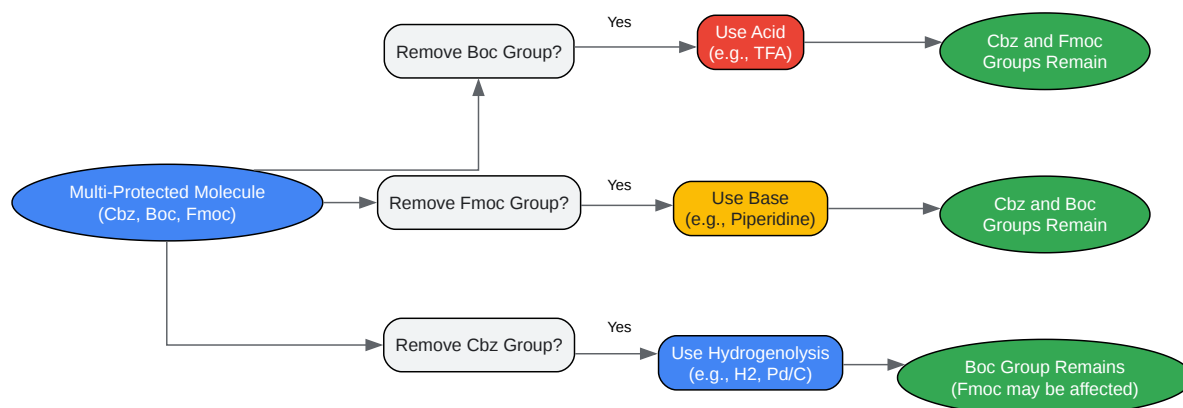 Remove Boc Group?
Yes
Use Acid
(e.g., TFA)
Cbz and Fmoc
Groups Remain
Multi-Protected Molecule
(Cbz, Boc, Fmoc)
Remove Fmoc Group?
Yes
Use Base
(e.g., Piperidine)
Cbz and Boc
Groups Remain
Remove Cbz Group?
Yes
Use Hydrogenolysis
(e.g., H2, Pd/C)
Boc Group Remains
(Fmoc may be affected)